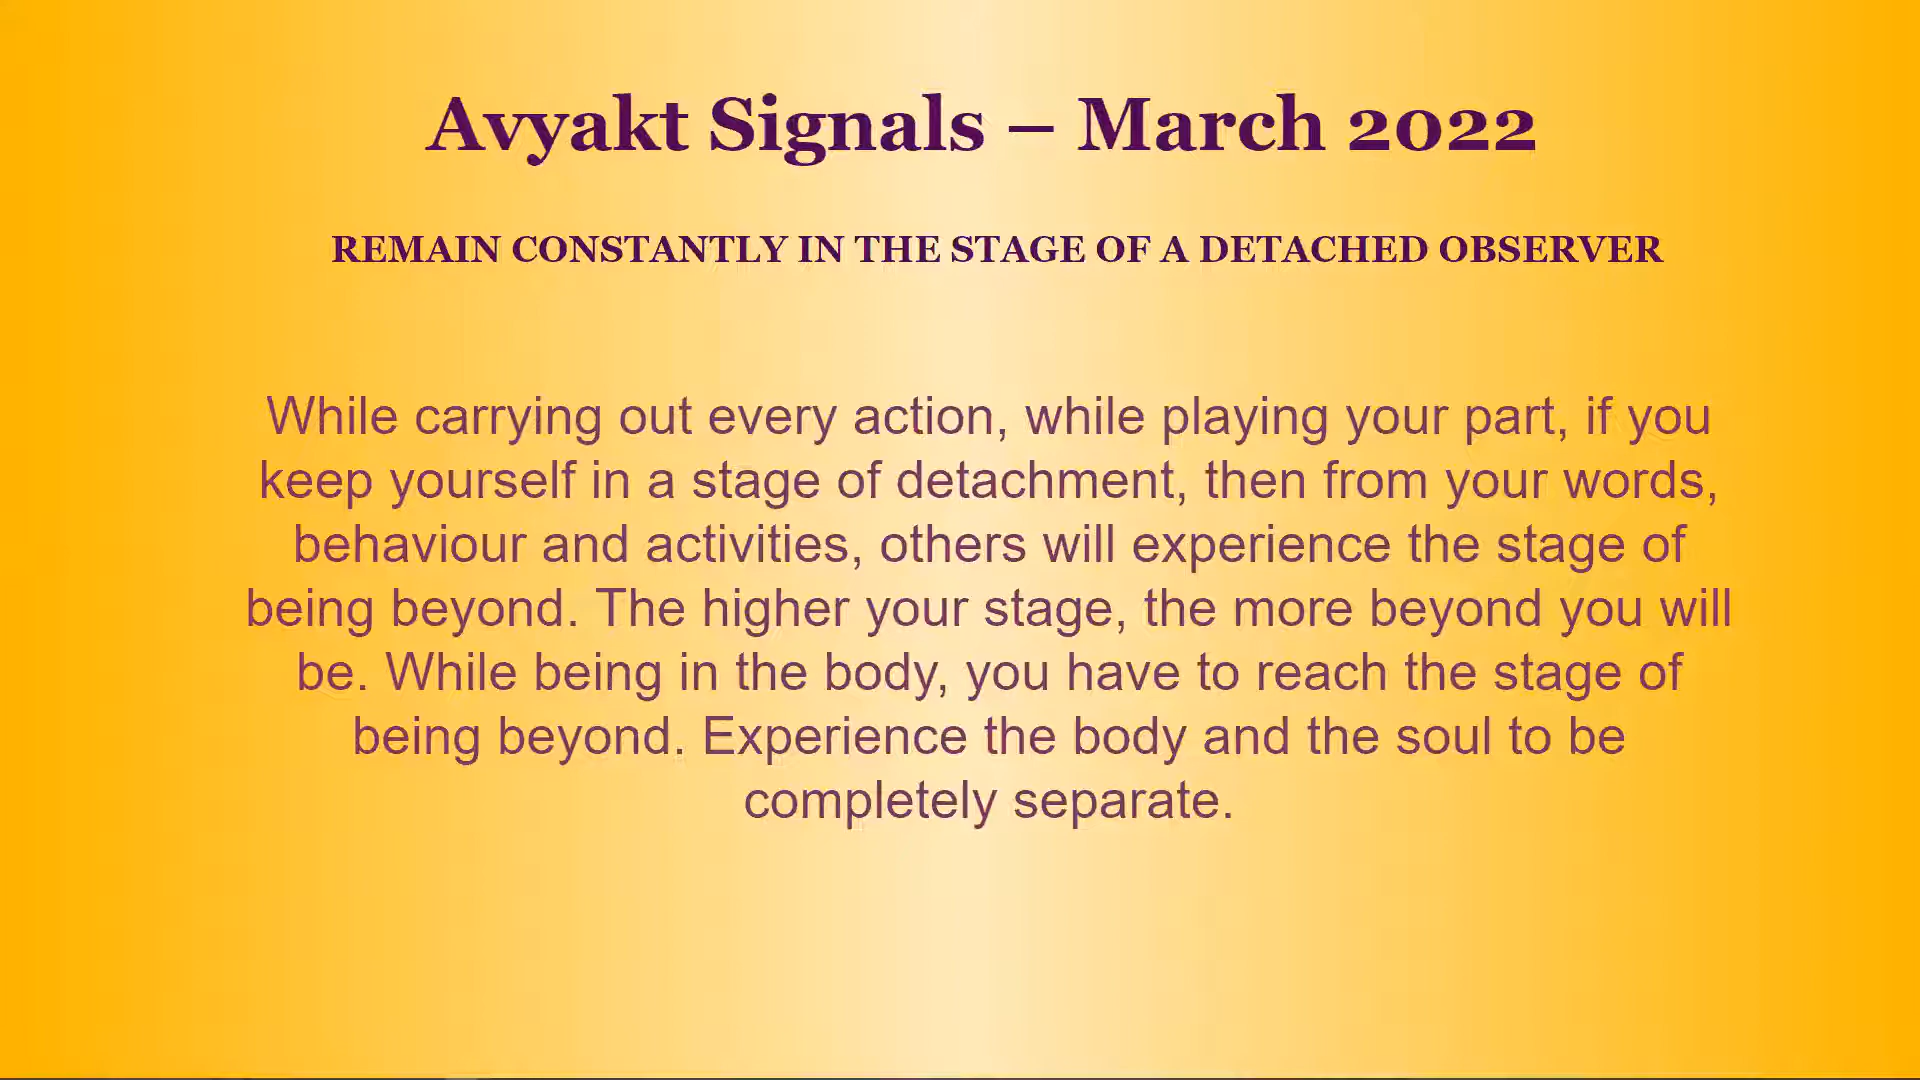 Avyakt Signals – March 2022
REMAIN CONSTANTLY IN THE STAGE OF A DETACHED OBSERVER
While carrying out every action, while playing your part, if you
keep yourself in a stage of detachment, then from your words,
behaviour and activities, others will experience the stage of
being beyond. The higher your stage, the more beyond you will
be. While being in the body, you have to reach the stage of
being beyond. Experience the body and the soul to be
completely separate.